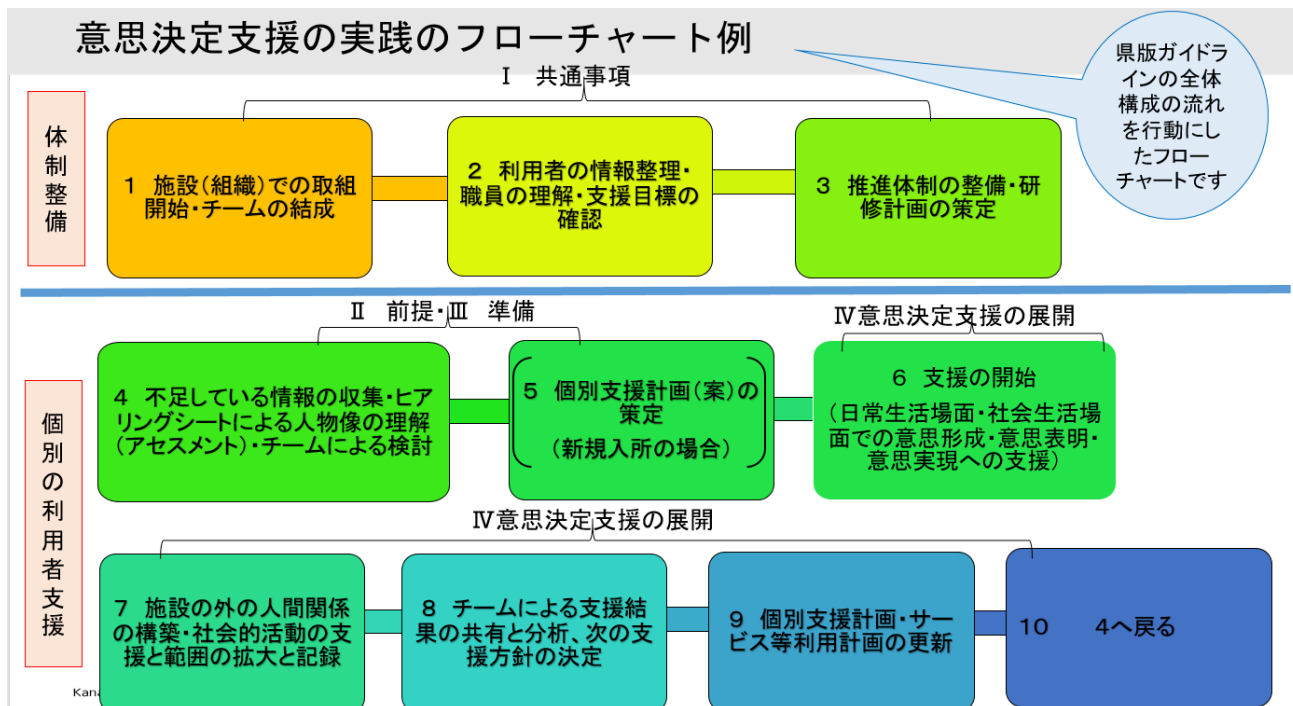 意思決定支援の実践のフローチャート例
県版ガイドラ
インの全体
構成の流れ
を行動にし
たフロー
チャートです
Ⅰ　共通事項
体制整備
1　施設(組織)での取組
開始・チームの結成
2　利用者の情報整理・
職員の理解・支援目標の
確認
3　推進体制の整備・研
修計画の策定
Ⅱ　前提・Ⅲ　準備
Ⅳ意思決定支援の展開
個別の利用者支援
4　不足している情報の収集・ヒア
リングシートによる人物像の理解
(アセスメント)・チームによる検討
5　個別支援計画(案)の
策定
(新規入所の場合)
6　支援の開始
(日常生活場面・社会生活場
面での意思形成・意思表明・
意思実現への支援)
Ⅳ意思決定支援の展開
7　施設の外の人間関係
の構築・社会的活動の支
援と範囲の拡大と記録
8　チームによる支援結
果の共有と分析、次の支
援方針の決定
9　個別支援計画・サー
ビス等利用計画の更新
10　　4へ戻る